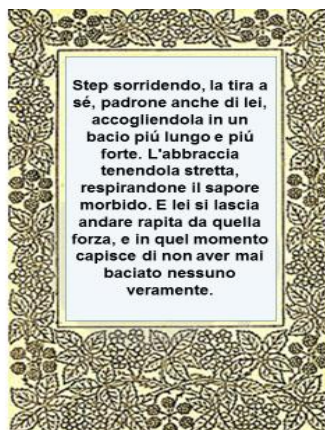 Step sorridendo, la tira a
sé, padrone anche di lei,
accogliendola in un
bacio piú lungo e piú
forte. L'abbraccia
tenendola stretta,
respirandone il sapore
morbido. E lei si lascia
andare rapita da quella
forza, e in quel momento
capisce di non aver mai
baciato nessuno
veramente.